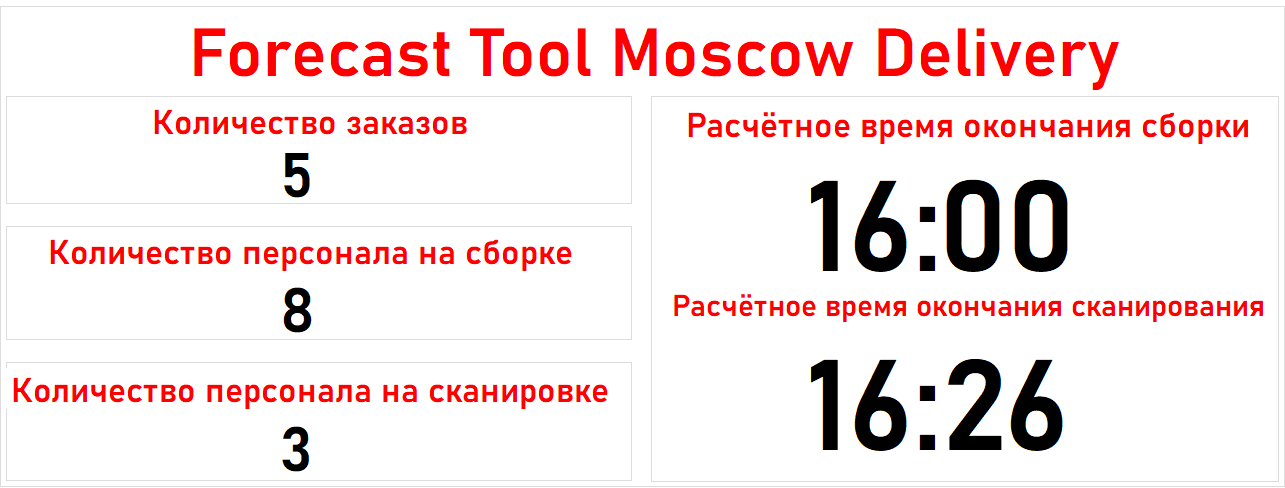 Forecast Tool Moscow Delivery
Количество заказов
5
Количество персонала на сборке
8
Количество персонала на сканировке
3
Расчётное время окончания сборки
16:00
Расчётное время окончания сканирования
16:26